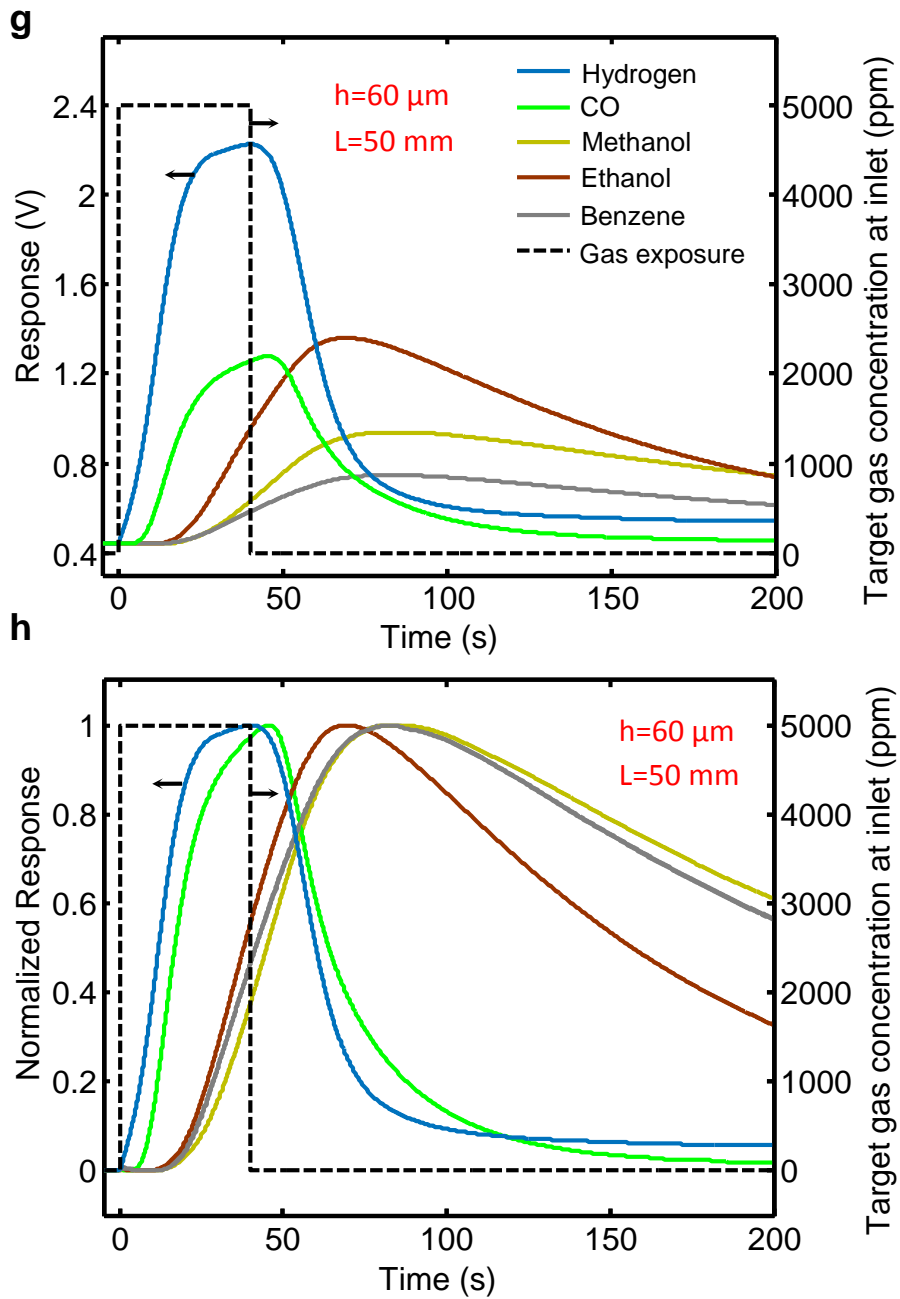 g
h=60 µm
L=50 mm
Hydrogen
CO
Methanol
Ethanol
Benzene
Gas exposure
2.4
2
1.6
1.2
0.8
0.4
Response (V)
5000
4000
3000
2000
1000
0
Target gas concentration at inlet (ppm)
0
50
100
150
200
Time (s)
h
h=60 µm
L=50 mm
1
0.8
0.6
0.4
0.2
0
Normalized Response
5000
4000
3000
2000
1000
0
Target gas concentration at inlet (ppm)
0
50
100
150
200
Time (s)